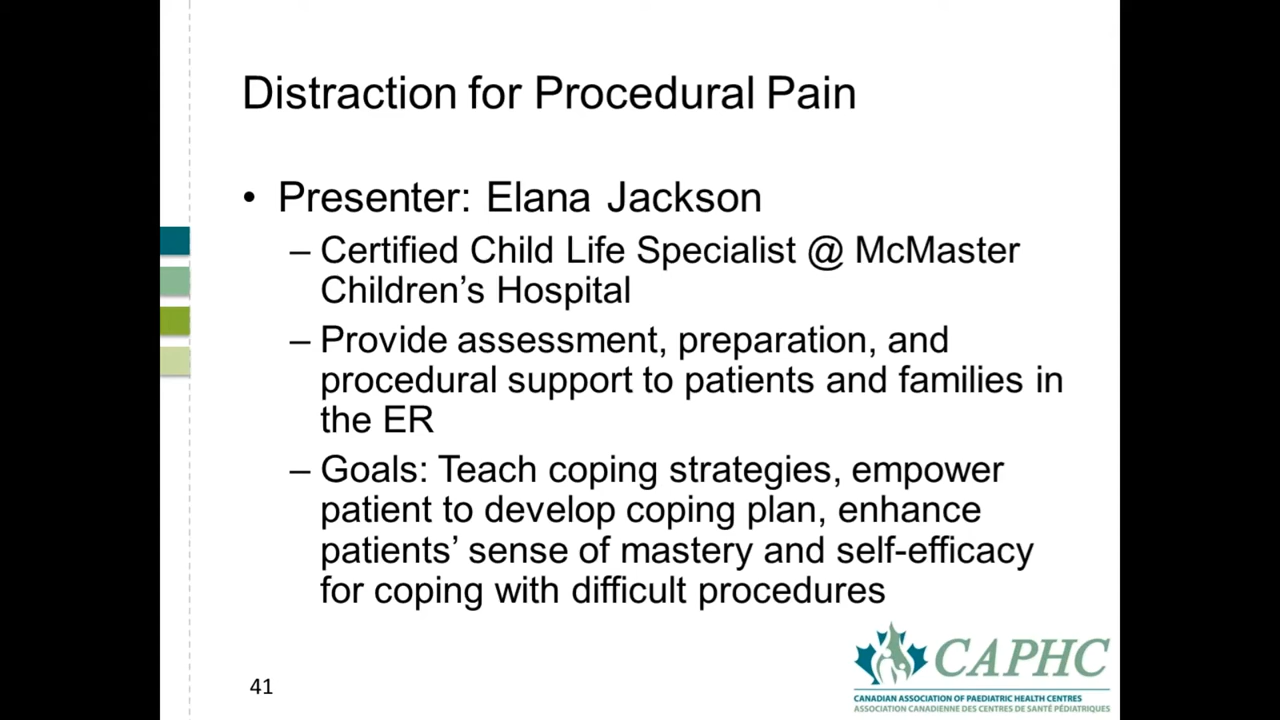 Distraction for Procedural Pain
• Presenter: Elana Jackson
– Certified Child Life Specialist @ McMaster
Children’s Hospital
– Provide assessment, preparation, and
procedural support to patients and families in
the ER
– Goals: Teach coping strategies, empower
patient to develop coping plan, enhance
patients’ sense of mastery and self-efficacy
for coping with difficult procedures
CAPHC
CANADIAN ASSOCIATION OF PAEDIATRIC HEALTH CENTRES
ASSOCIATION CANADIENNE DES CENTRES DE SANTÉ PÉDIATRIQUES
41